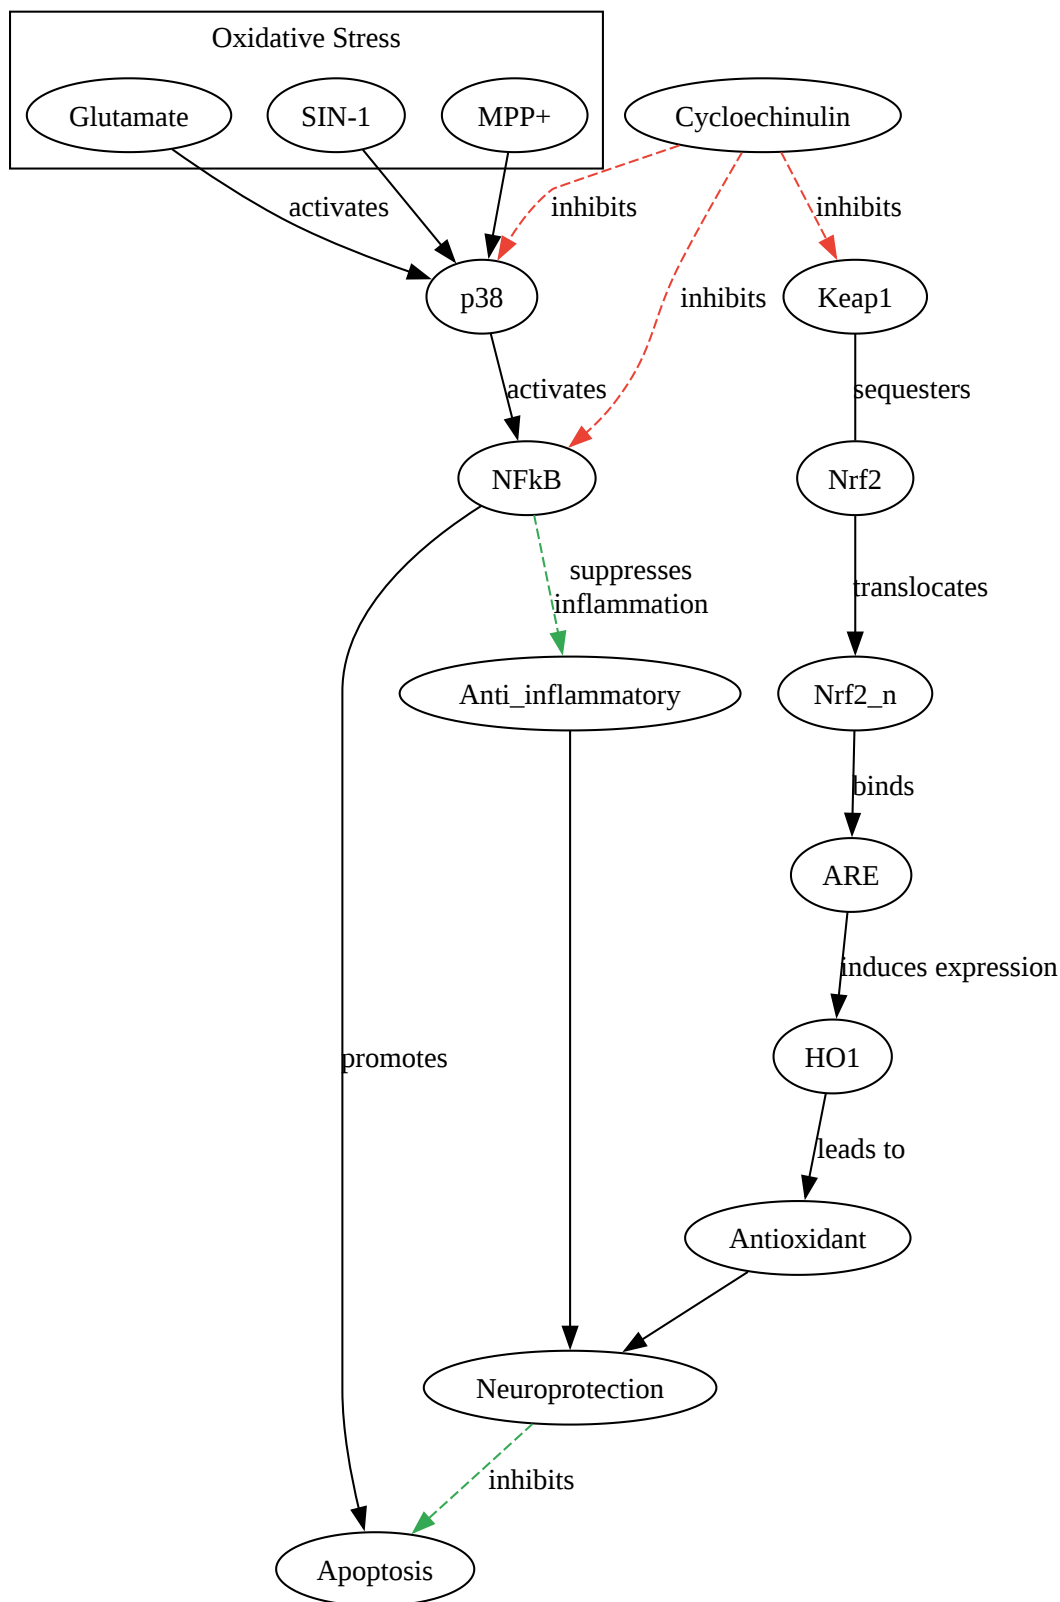 Oxidative Stress
Glutamate
SIN-1
MPP+
Cycloechinulin
activates
inhibits
inhibits
p38
inhibits
Keap1
activates
sequesters
NFkB
Nrf2
suppresses
inflammation
translocates
Anti_inflammatory
Nrf2_n
binds
ARE
induces expression
promotes
HO1
leads to
Antioxidant
Neuroprotection
inhibits
Apoptosis